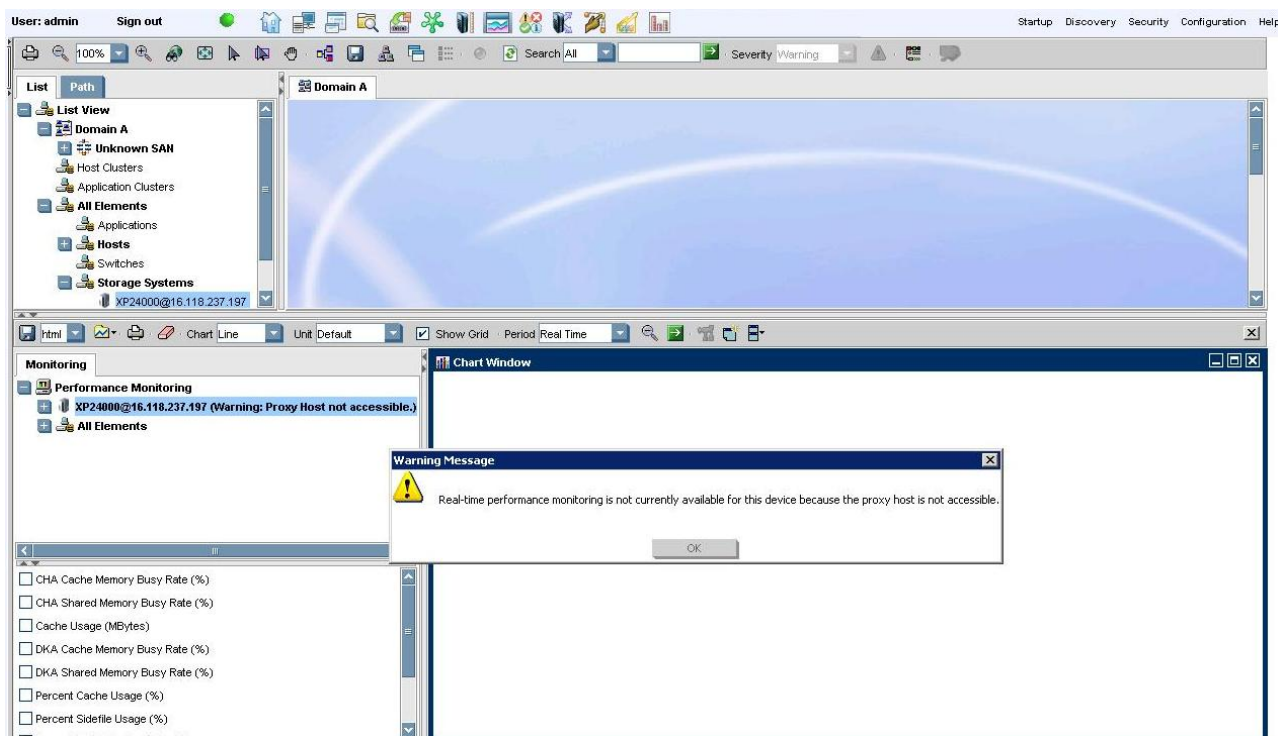 User: admin Sign out Startup Discovery Security Configuration Help
100% Search All Severity Warning
List Path Domain A
List View
Domain A
Unknown SAN
Host Clusters
Application Clusters
All Elements
Applications
Hosts
Switches
Storage Systems
XP24000@16.118.237.197
html Chart Line Unit Default Show Grid Period Real Time
Monitoring
Chart Window
Performance Monitoring
XP24000@16.118.237.197 (Warning: Proxy Host not accessible.)
All Elements
Warning Message
Real-time performance monitoring is not currently available for this device because the proxy host is not accessible.
OK
CHA Cache Memory Busy Rate (%)
CHA Shared Memory Busy Rate (%)
Cache Usage (MBytes)
DKA Cache Memory Busy Rate (%)
DKA Shared Memory Busy Rate (%)
Percent Cache Usage (%)
Percent Sidefile Usage (%)